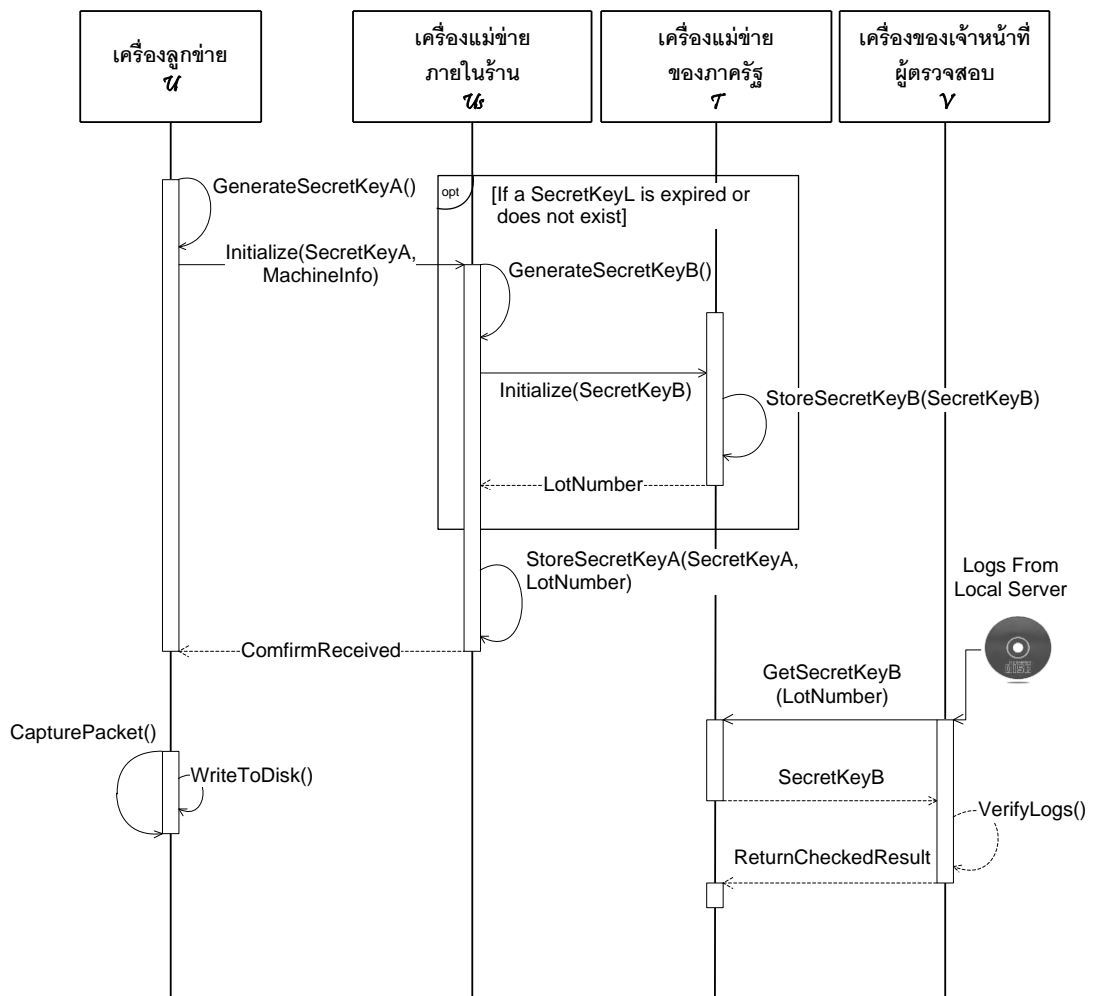 เครื่องลูกข่าย
U
เครื่องแม่ข่าย
ภายในร้าน
Us
เครื่องแม่ข่าย
ของภาครัฐ
T
เครื่องของเจ้าหน้าที่
ผู้ตรวจสอบ
V
GenerateSecretKeyA()
opt
[If a SecretKeyL is expired or
does not exist]
Initialize(SecretKeyA,
MachineInfo)
GenerateSecretKeyB()
Initialize(SecretKeyB)
StoreSecretKeyB(SecretKeyB)
LotNumber
StoreSecretKeyA(SecretKeyA,
LotNumber)
Logs From
Local Server
ComfirmReceived
GetSecretKeyB
(LotNumber)
CapturePacket()
WriteToDisk()
SecretKeyB
VerifyLogs()
ReturnCheckedResult